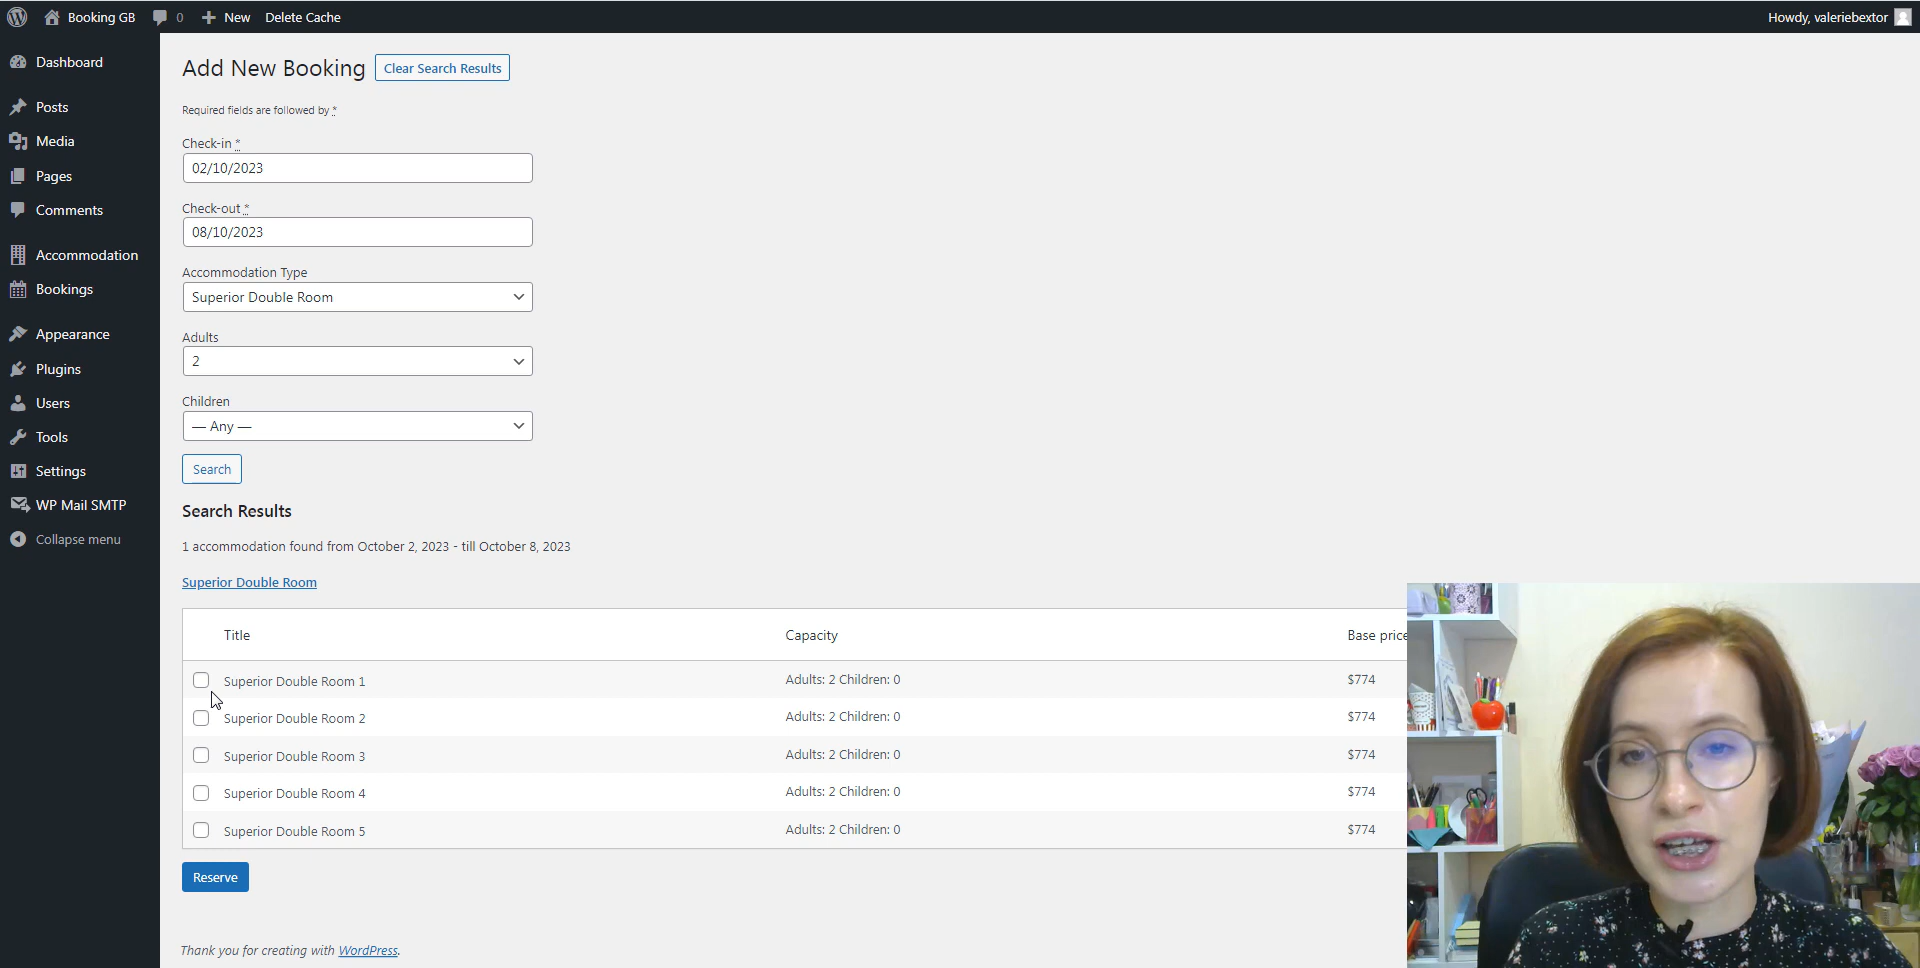 Booking GB 0 New Delete Cache Howdy, valeriebextor
Dashboard
Posts
Media
Pages
Comments
Accommodation
Bookings
Appearance
Plugins
Users
Tools
Settings
WP Mail SMTP
Collapse menu
Add New Booking Clear Search Results
Required fields are followed by *
Check-in *
02/10/2023
Check-out *
08/10/2023
Accommodation Type
Superior Double Room
Adults
2
Children
— Any —
Search
Search Results
1 accommodation found from October 2, 2023 - till October 8, 2023
Superior Double Room
Title Capacity Base price
Superior Double Room 1 Adults: 2 Children: 0 $774
Superior Double Room 2 Adults: 2 Children: 0 $774
Superior Double Room 3 Adults: 2 Children: 0 $774
Superior Double Room 4 Adults: 2 Children: 0 $774
Superior Double Room 5 Adults: 2 Children: 0 $774
Reserve
Thank you for creating with WordPress.